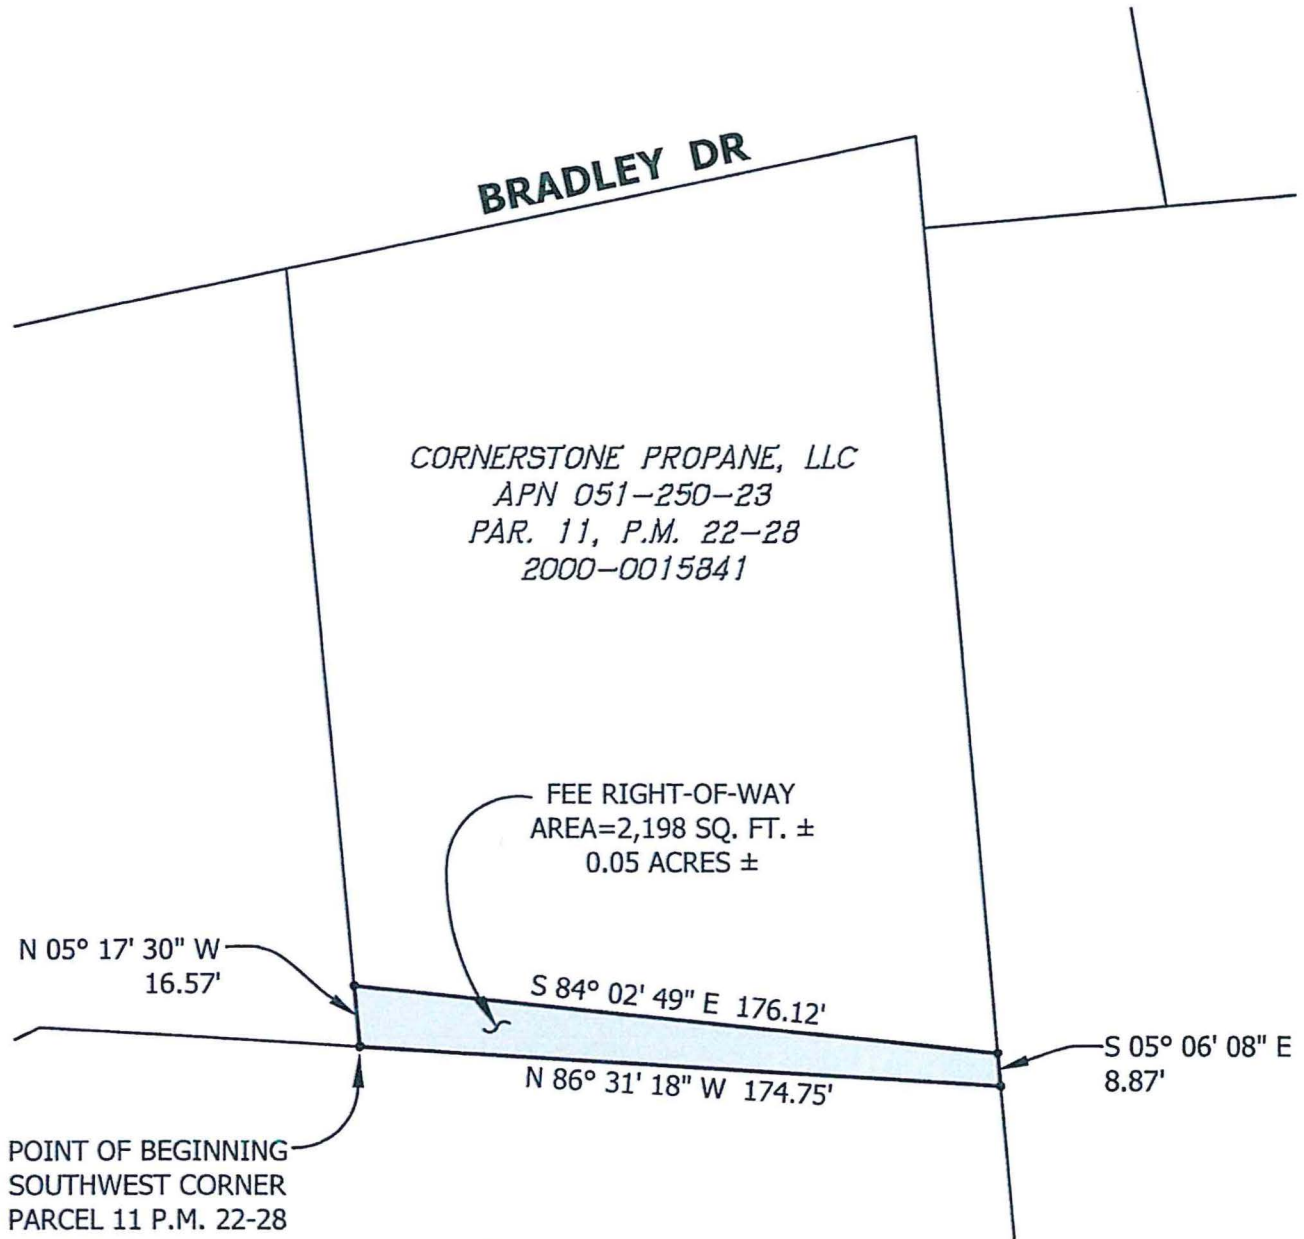 BRADLEY DR
CORNERSTONE PROPANE, LLC
APN 051-250-23
PAR. 11, P.M. 22-28
2000-0015841
FEE RIGHT-OF-WAY
AREA=2,198 SQ. FT. ±
0.05 ACRES ±
N 05° 17' 30" W
16.57'
S 84° 02' 49" E 176.12'
S 05° 06' 08" E
8.87'
N 86° 31' 18" W 174.75'
POINT OF BEGINNING
SOUTHWEST CORNER
PARCEL 11 P.M. 22-28